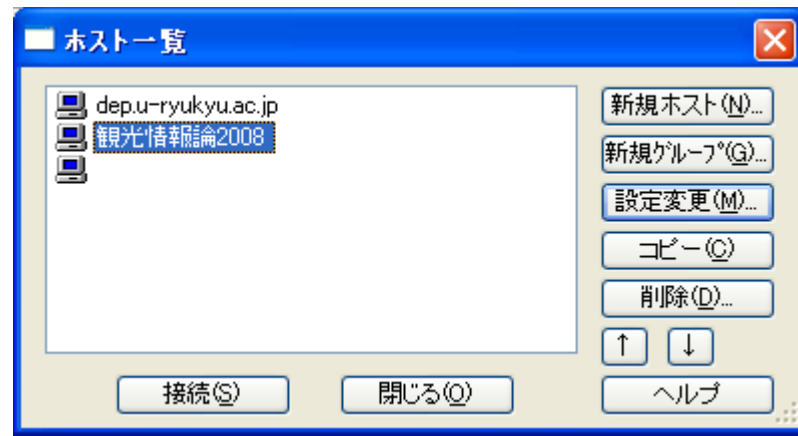 ホスト一覧
dep.u-ryukyu.ac.jp
観光情報論2008
新規ホスト(N)...
新規グループ(G)...
設定変更(M)...
コピー(C)
削除(D)...
↑ ↓
接続(S) 閉じる(O) ヘルプ